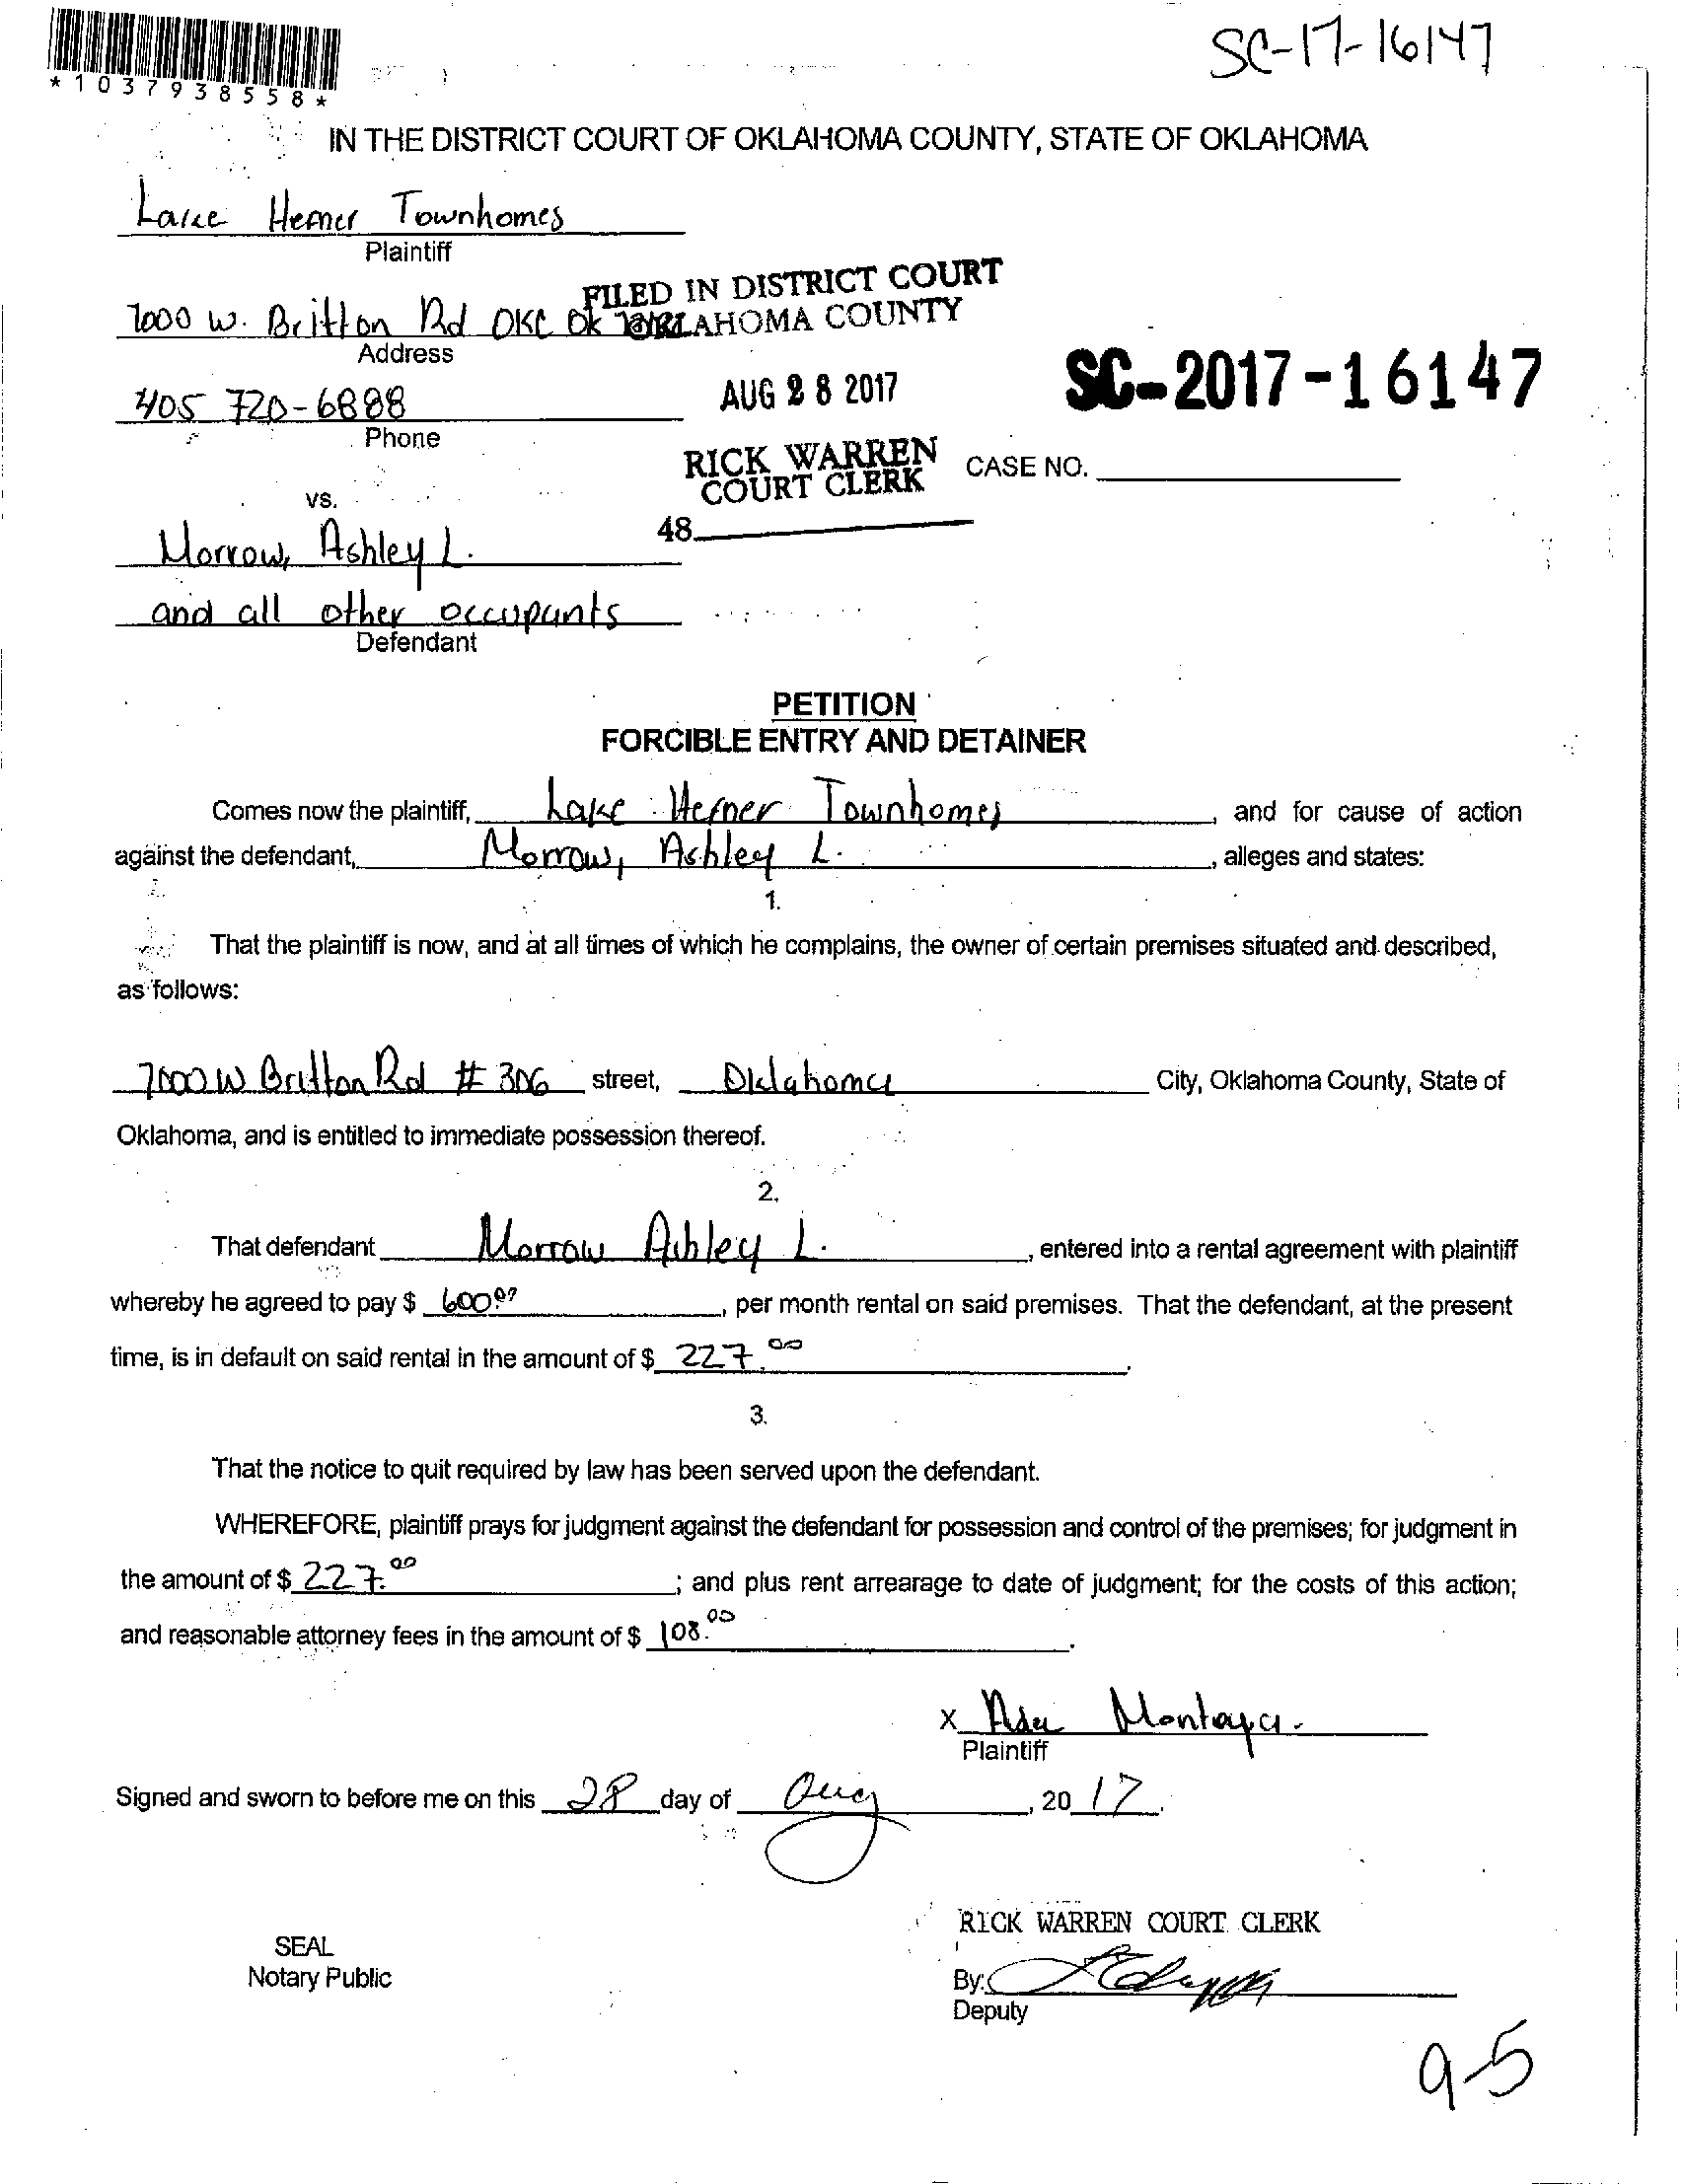 SC-17-16147
*1037938558*
IN THE DISTRICT COURT OF OKLAHOMA COUNTY, STATE OF OKLAHOMA
Lake Hefner Townhomes
Plaintiff
FILED IN DISTRICT COURT
OKLAHOMA COUNTY
7000 W. Britton Rd OKC OK
Address
SC-2017-16147
AUG 28 2017
405 720-6888
Phone
RICK WARREN
COURT CLERK
CASE NO.
vs.
48
Morrow, Ashley L.
and all other occupants
Defendant
PETITION
FORCIBLE ENTRY AND DETAINER
Comes now the plaintiff, Lake Hefner Townhomes, and for cause of action
against the defendant, Morrow, Ashley L., alleges and states:
1.
That the plaintiff is now, and at all times of which he complains, the owner of certain premises situated and described,
as follows:
7000 W Britton Rd # 306 street, Oklahoma City, Oklahoma County, State of
Oklahoma, and is entitled to immediate possession thereof.
2.
That defendant Morrow Ashley L., entered into a rental agreement with plaintiff
whereby he agreed to pay $ 600.00, per month rental on said premises. That the defendant, at the present
time, is in default on said rental in the amount of $ 227.00.
3.
That the notice to quit required by law has been served upon the defendant.
WHEREFORE, plaintiff prays for judgment against the defendant for possession and control of the premises; for judgment in
the amount of $ 227.00; and plus rent arrearage to date of judgment; for the costs of this action;
and reasonable attorney fees in the amount of $ 108.00.
X Montoya
Plaintiff
Signed and sworn to before me on this 28 day of Aug, 20 17.
RICK WARREN COURT CLERK
SEAL
Notary Public
By:
Deputy
9-5